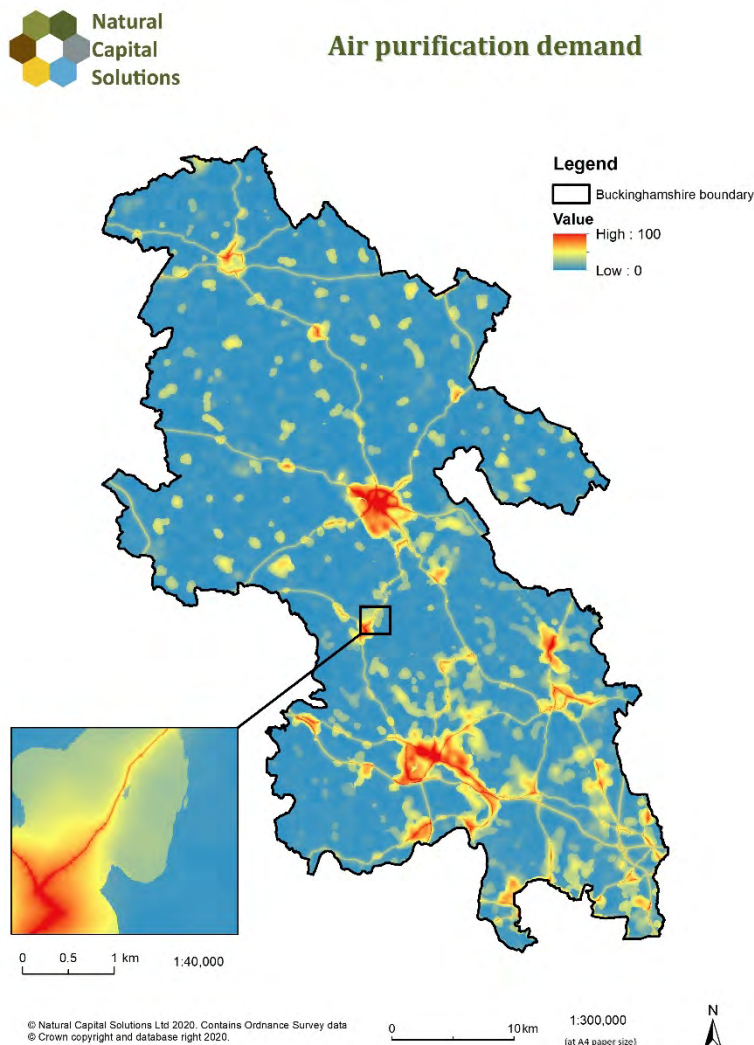 Natural
Capital
Solutions
Air purification demand
Legend
Buckinghamshire boundary
Value
High : 100
Low : 0
0 0.5 1 km 1:40,000
© Natural Capital Solutions Ltd 2020. Contains Ordnance Survey data
© Crown copyright and database right 2020.
0 10 km 1:300,000
(at A4 paper size)
N